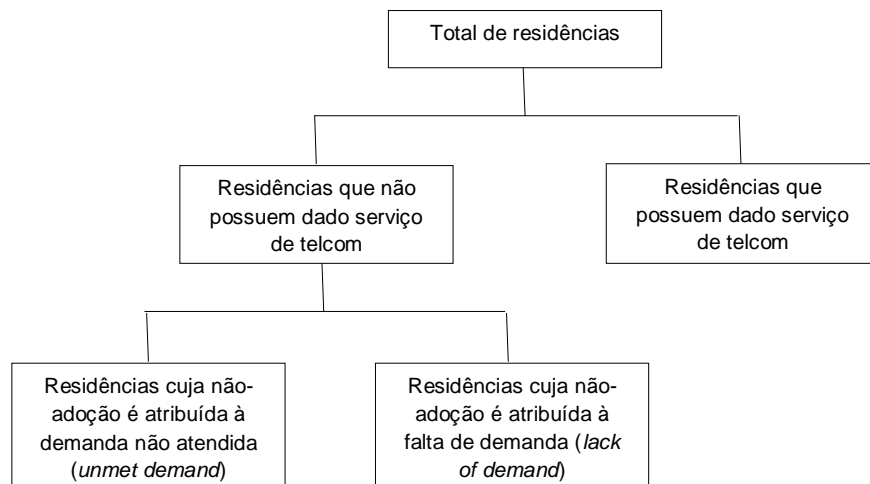 Total de residências
Residências que não
possuem dado serviço
de telcom
Residências que
possuem dado serviço
de telcom
Residências cuja não-
adoção é atribuída à
demanda não atendida
(unmet demand)
Residências cuja não-
adoção é atribuída à
falta de demanda (lack
of demand)